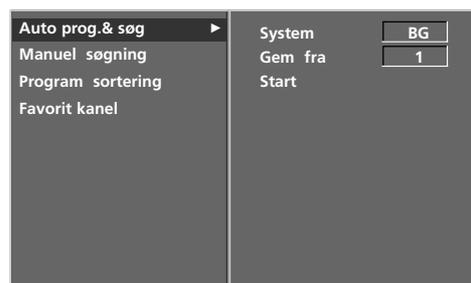 Auto prog.& søg ►
Manuel søgning
Program sortering
Favorit kanel
System BG
Gem fra 1
Start